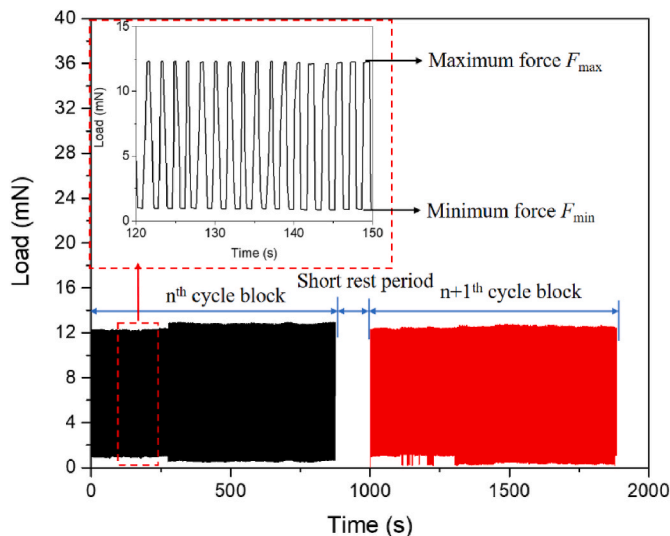 40
36
32
28
24
20
16
12
8
4
0
Load (mN)
15
10
5
0
Load (mN)
120
130
140
150
Time (s)
Maximum force Fmax
Minimum force Fmin
Short rest period
nth cycle block
n+1th cycle block
0
500
1000
1500
2000
Time (s)